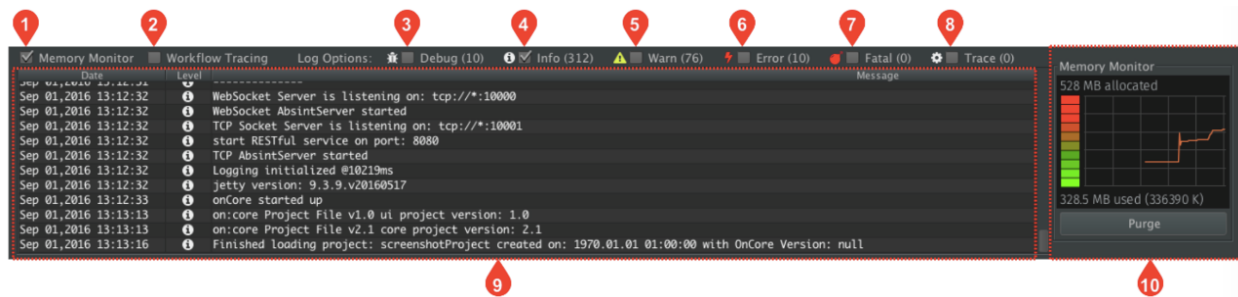 1 2 3 4 5 6 7 8
Memory Monitor Workflow Tracing Log Options: Debug (10) Info (312) Warn (76) Error (10) Fatal (0) Trace (0)
Date Level Message
Sep 01,2016 13:12:32 WebSocket Server is listening on: tcp://*:10000
Sep 01,2016 13:12:32 WebSocket AbsintServer started
Sep 01,2016 13:12:32 TCP Socket Server is listening on: tcp://*:10001
Sep 01,2016 13:12:32 start RESTful service on port: 8080
Sep 01,2016 13:12:32 TCP AbsintServer started
Sep 01,2016 13:12:32 Logging initialized @10219ms
Sep 01,2016 13:12:32 jetty version: 9.3.9.v20160517
Sep 01,2016 13:12:33 onCore started up
Sep 01,2016 13:13:13 on:core Project File v1.0 ui project version: 1.0
Sep 01,2016 13:13:13 on:core Project File v2.1 core project version: 2.1
Sep 01,2016 13:13:16 Finished loading project: screenshotProject created on: 1970.01.01 01:00:00 with OnCore Version: null
Memory Monitor
528 MB allocated
328.5 MB used (336390 K)
Purge
9 10